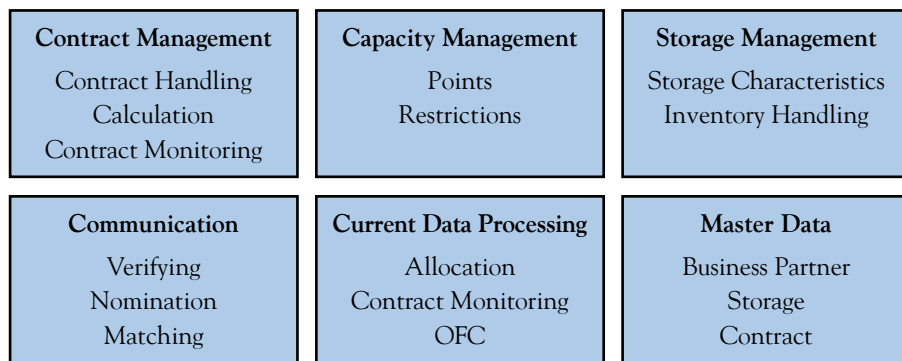 Contract Management
Contract Handling
Calculation
Contract Monitoring
Capacity Management
Points
Restrictions
Storage Management
Storage Characteristics
Inventory Handling
Communication
Verifying
Nomination
Matching
Current Data Processing
Allocation
Contract Monitoring
OFC
Master Data
Business Partner
Storage
Contract